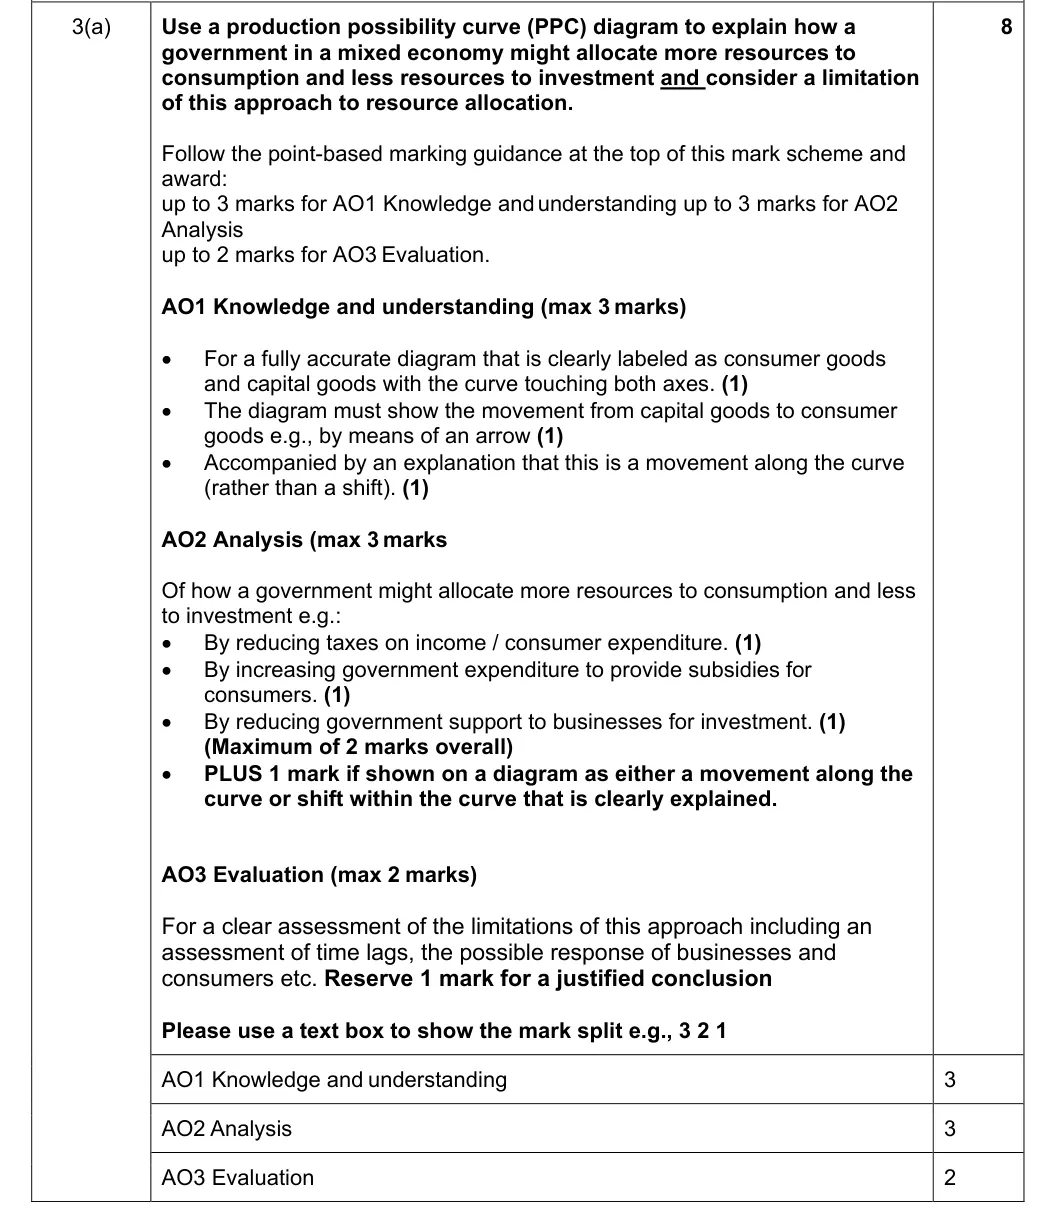 3(a)
Use a production possibility curve (PPC) diagram to explain how a
8
government in a mixed economy might allocate more resources to
consumption and less resources to investment and consider a limitation
of this approach to resource allocation.
Follow the point-based marking guidance at the top of this mark scheme and
award:
up to 3 marks for AO1 Knowledge and understanding up to 3 marks for AO2
Analysis
up to 2 marks for AO3 Evaluation.
AO1 Knowledge and understanding (max 3 marks)
• For a fully accurate diagram that is clearly labeled as consumer goods
and capital goods with the curve touching both axes. (1)
• The diagram must show the movement from capital goods to consumer
goods e.g., by means of an arrow (1)
• Accompanied by an explanation that this is a movement along the curve
(rather than a shift). (1)
AO2 Analysis (max 3 marks
Of how a government might allocate more resources to consumption and less
to investment e.g.:
• By reducing taxes on income / consumer expenditure. (1)
• By increasing government expenditure to provide subsidies for
consumers. (1)
• By reducing government support to businesses for investment. (1)
(Maximum of 2 marks overall)
• PLUS 1 mark if shown on a diagram as either a movement along the
curve or shift within the curve that is clearly explained.
AO3 Evaluation (max 2 marks)
For a clear assessment of the limitations of this approach including an
assessment of time lags, the possible response of businesses and
consumers etc. Reserve 1 mark for a justified conclusion
Please use a text box to show the mark split e.g., 3 2 1
AO1 Knowledge and understanding 3
AO2 Analysis 3
AO3 Evaluation 2